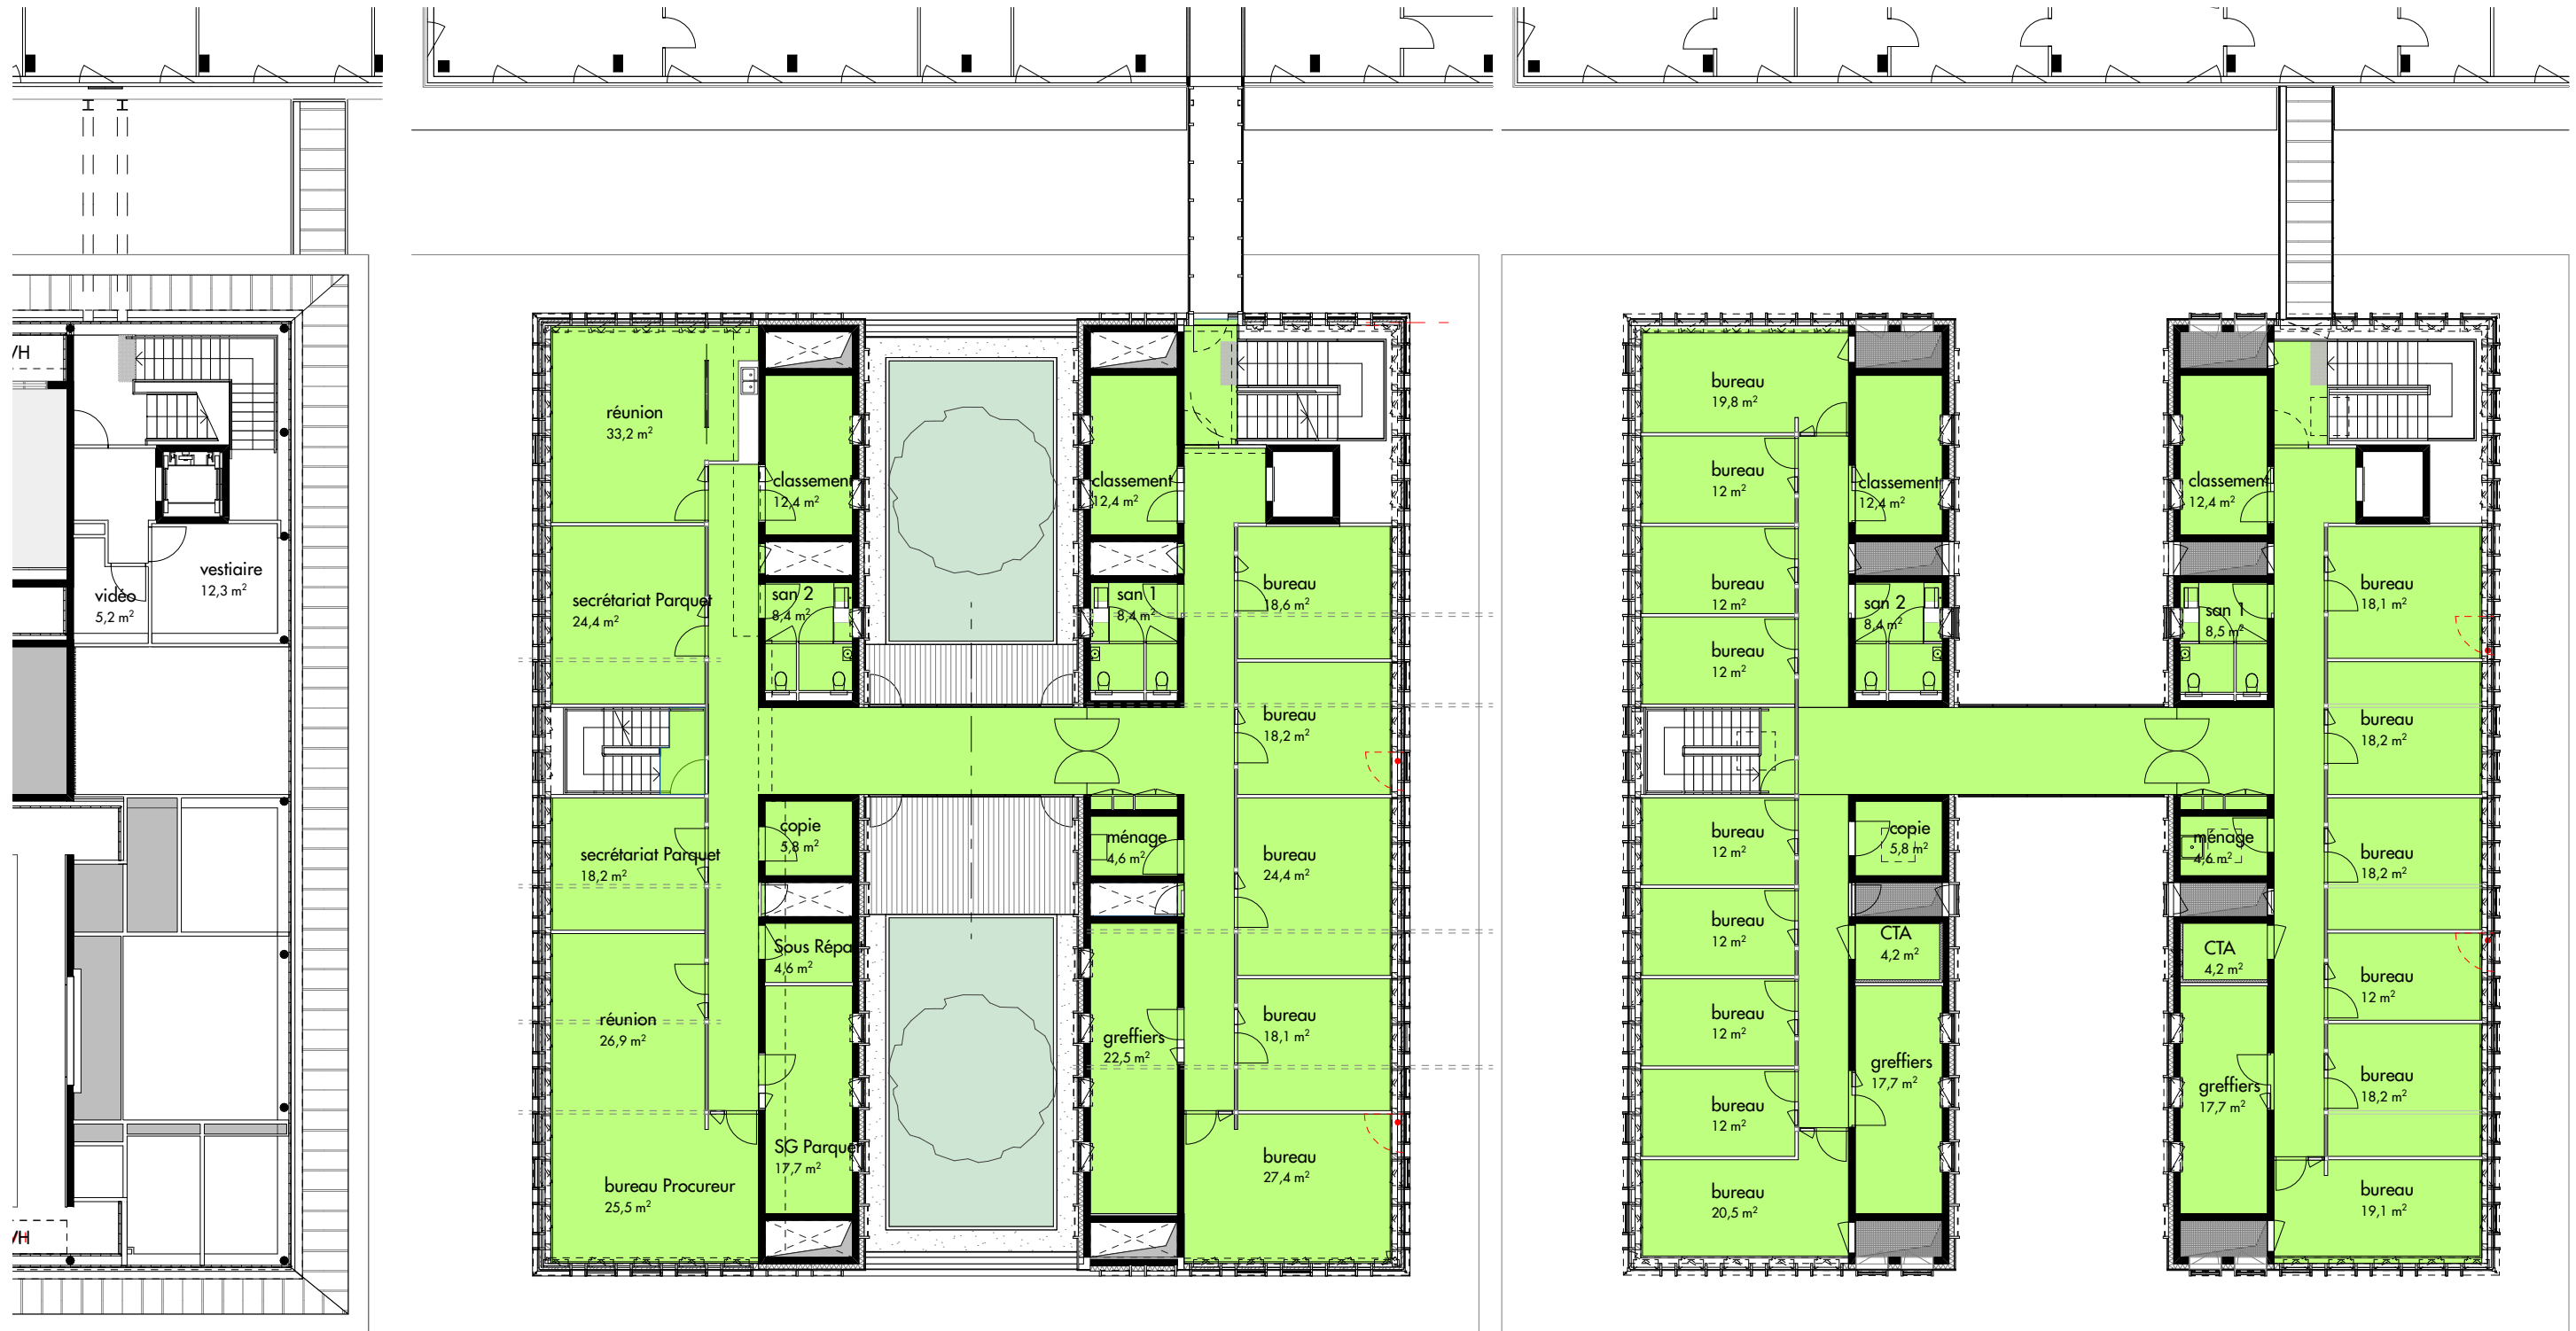 VH
vestiaire
12,3 m²
vidéo
5,2 m²
VH
réunion
33,2 m²
classement
12,4 m²
classement
12,4 m²
secrétariat Parquet
24,4 m²
san 2
8,4 m²
san 1
8,4 m²
bureau
18,6 m²
bureau
18,2 m²
secrétariat Parquet
18,2 m²
copie
5,8 m²
ménage
4,6 m²
bureau
24,4 m²
Sous Répa
4,6 m²
réunion
26,9 m²
greffiers
22,5 m²
bureau
18,1 m²
SG Parquet
17,7 m²
bureau Procureur
25,5 m²
bureau
27,4 m²
bureau
19,8 m²
bureau
12 m²
classement
12,4 m²
classement
12,4 m²
bureau
12 m²
san 2
8,4 m²
san 1
8,5 m²
bureau
18,1 m²
bureau
12 m²
bureau
18,2 m²
bureau
12 m²
copie
5,8 m²
ménage
4,6 m²
bureau
18,2 m²
bureau
12 m²
CTA
4,2 m²
CTA
4,2 m²
bureau
12 m²
bureau
12 m²
greffiers
17,7 m²
greffiers
17,7 m²
bureau
18,2 m²
bureau
12 m²
bureau
20,5 m²
bureau
19,1 m²